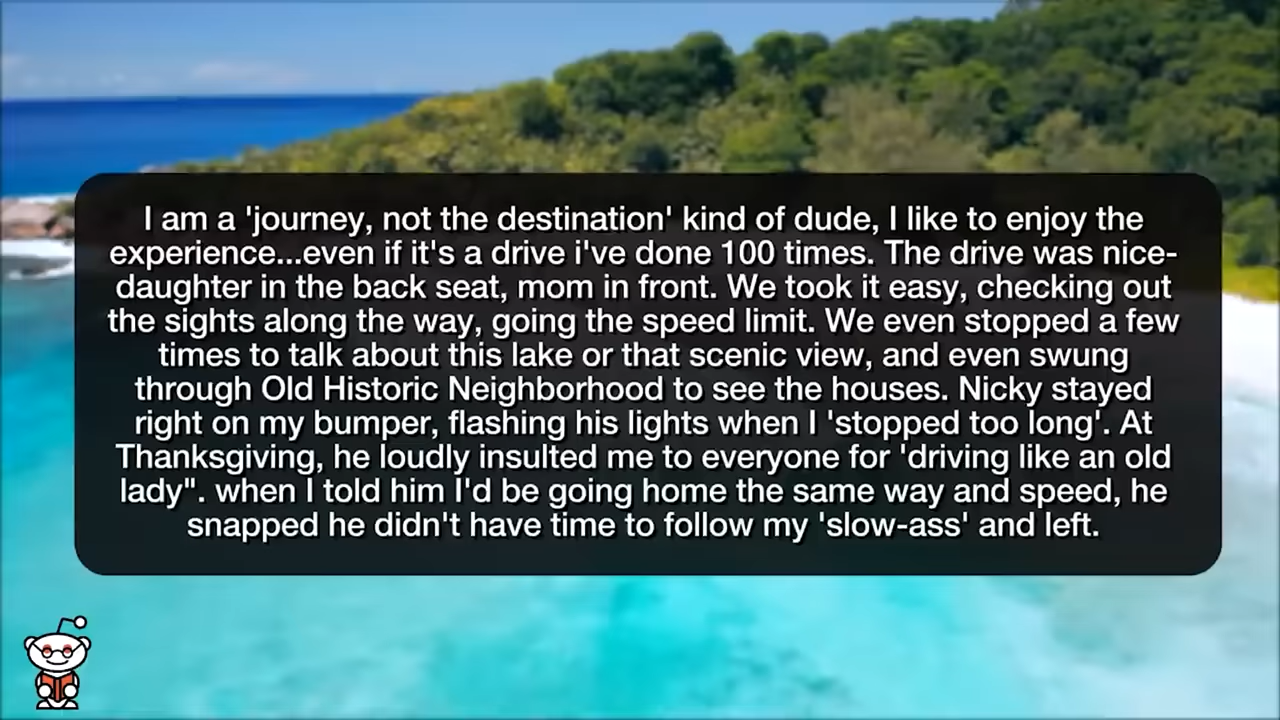 I am a 'journey, not the destination' kind of dude, I like to enjoy the
experience...even if it's a drive i've done 100 times. The drive was nice-
daughter in the back seat, mom in front. We took it easy, checking out
the sights along the way, going the speed limit. We even stopped a few
times to talk about this lake or that scenic view, and even swung
through Old Historic Neighborhood to see the houses. Nicky stayed
right on my bumper, flashing his lights when I 'stopped too long'. At
Thanksgiving, he loudly insulted me to everyone for 'driving like an old
lady". when I told him I'd be going home the same way and speed, he
snapped he didn't have time to follow my 'slow-ass' and left.